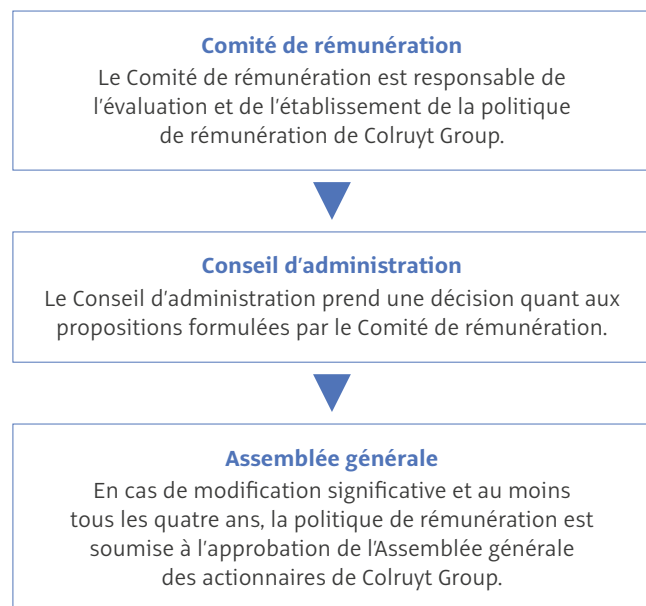 Comité de rémunération
Le Comité de rémunération est responsable de
l'évaluation et de l'établissement de la politique
de rémunération de Colruyt Group.
Conseil d'administration
Le Conseil d'administration prend une décision quant aux
propositions formulées par le Comité de rémunération.
Assemblée générale
En cas de modification significative et au moins
tous les quatre ans, la politique de rémunération est
soumise à l'approbation de l'Assemblée générale
des actionnaires de Colruyt Group.